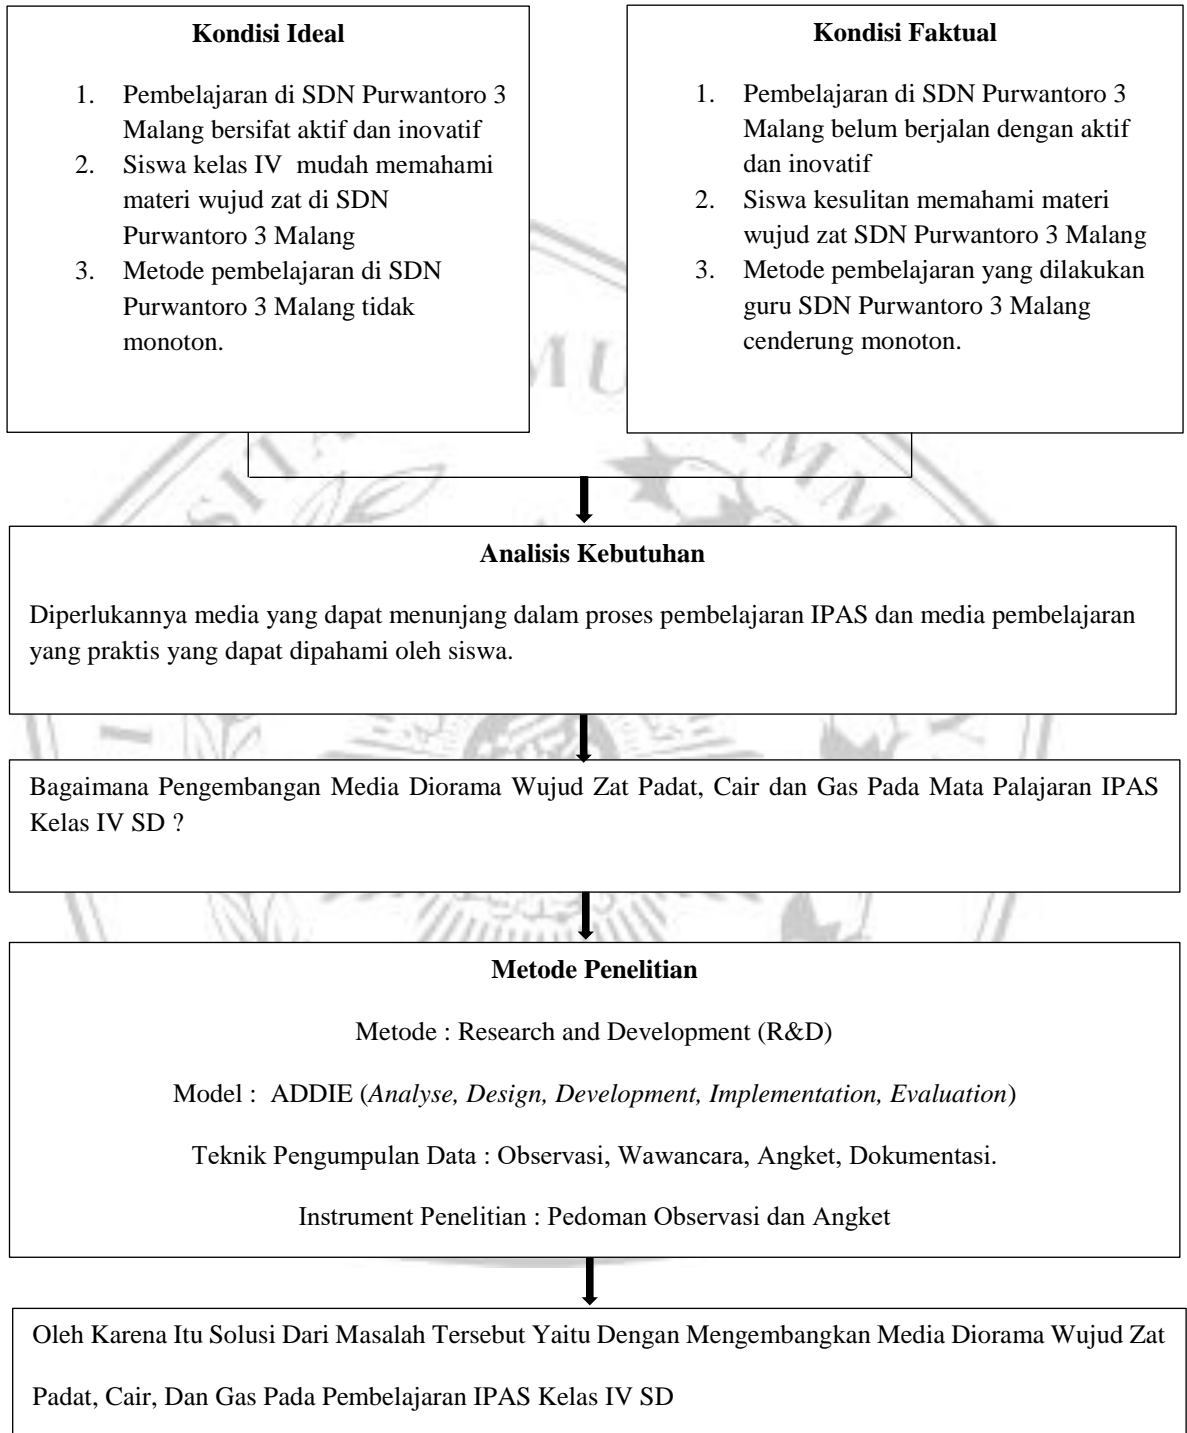 Kondisi Ideal
1. Pembelajaran di SDN Purwantoro 3
Malang bersifat aktif dan inovatif
2. Siswa kelas IV mudah memahami
materi wujud zat di SDN
Purwantoro 3 Malang
3. Metode pembelajaran di SDN
Purwantoro 3 Malang tidak
monoton.
Kondisi Faktual
1. Pembelajaran di SDN Purwantoro 3
Malang belum berjalan dengan aktif
dan inovatif
2. Siswa kesulitan memahami materi
wujud zat SDN Purwantoro 3 Malang
3. Metode pembelajaran yang dilakukan
guru SDN Purwantoro 3 Malang
cenderung monoton.
Analisis Kebutuhan
Diperlukannya media yang dapat menunjang dalam proses pembelajaran IPAS dan media pembelajaran
yang praktis yang dapat dipahami oleh siswa.
Bagaimana Pengembangan Media Diorama Wujud Zat Padat, Cair dan Gas Pada Mata Palajaran IPAS
Kelas IV SD ?
Metode Penelitian
Metode : Research and Development (R&D)
Model : ADDIE (Analyse, Design, Development, Implementation, Evaluation)
Teknik Pengumpulan Data : Observasi, Wawancara, Angket, Dokumentasi.
Instrument Penelitian : Pedoman Observasi dan Angket
Oleh Karena Itu Solusi Dari Masalah Tersebut Yaitu Dengan Mengembangkan Media Diorama Wujud Zat
Padat, Cair, Dan Gas Pada Pembelajaran IPAS Kelas IV SD